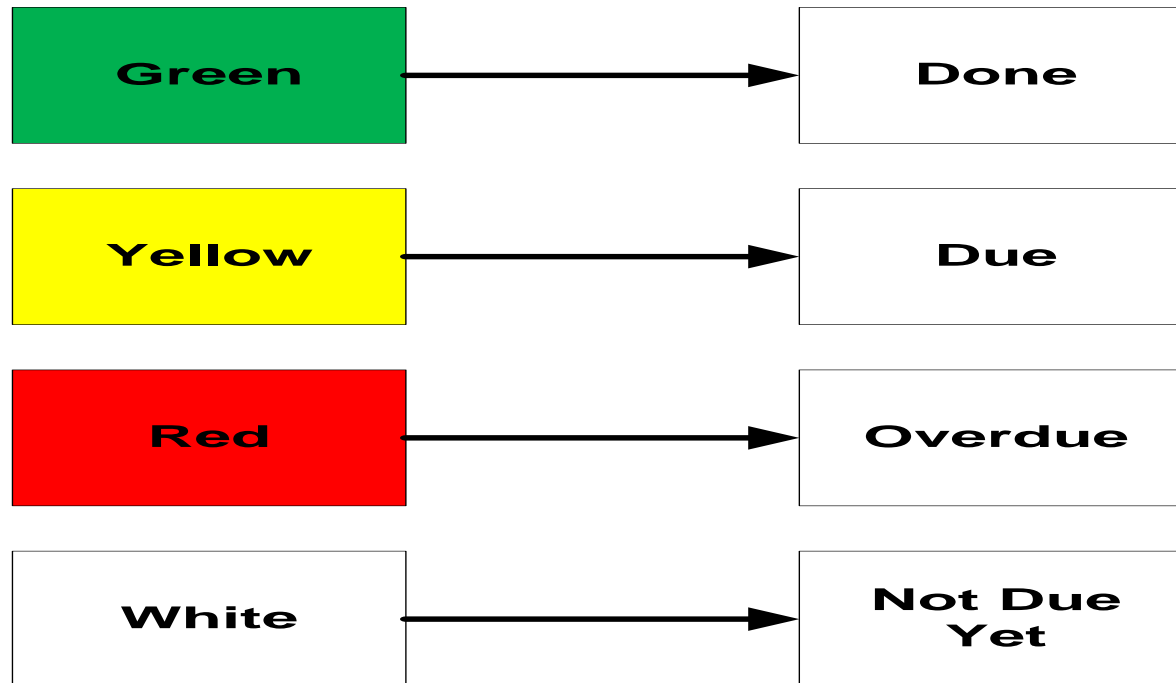 Green
Done
Yellow
Due
Red
Overdue
White
Not Due
Yet